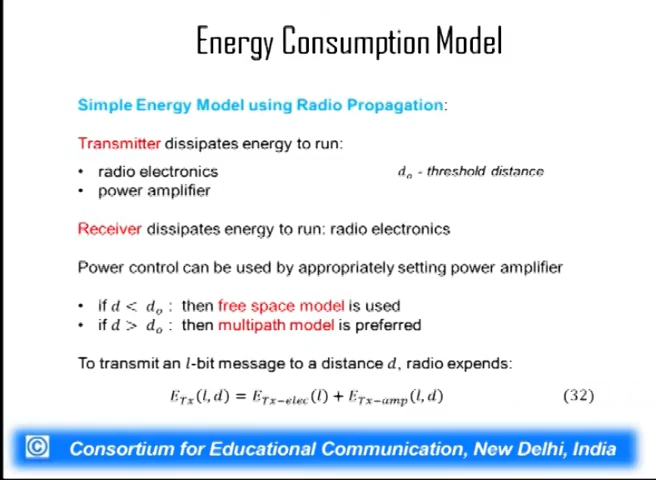 Energy Consumption Model
Simple Energy Model using Radio Propagation:
Transmitter dissipates energy to run:
• radio electronics
dₒ - threshold distance
• power amplifier
Receiver dissipates energy to run: radio electronics
Power control can be used by appropriately setting power amplifier
• if d < dₒ : then free space model is used
• if d > dₒ : then multipath model is preferred
To transmit an l-bit message to a distance d, radio expends:
E_Tx(l, d) = E_Tx−elec(l) + E_Tx−amp(l, d) (32)
© Consortium for Educational Communication, New Delhi, India